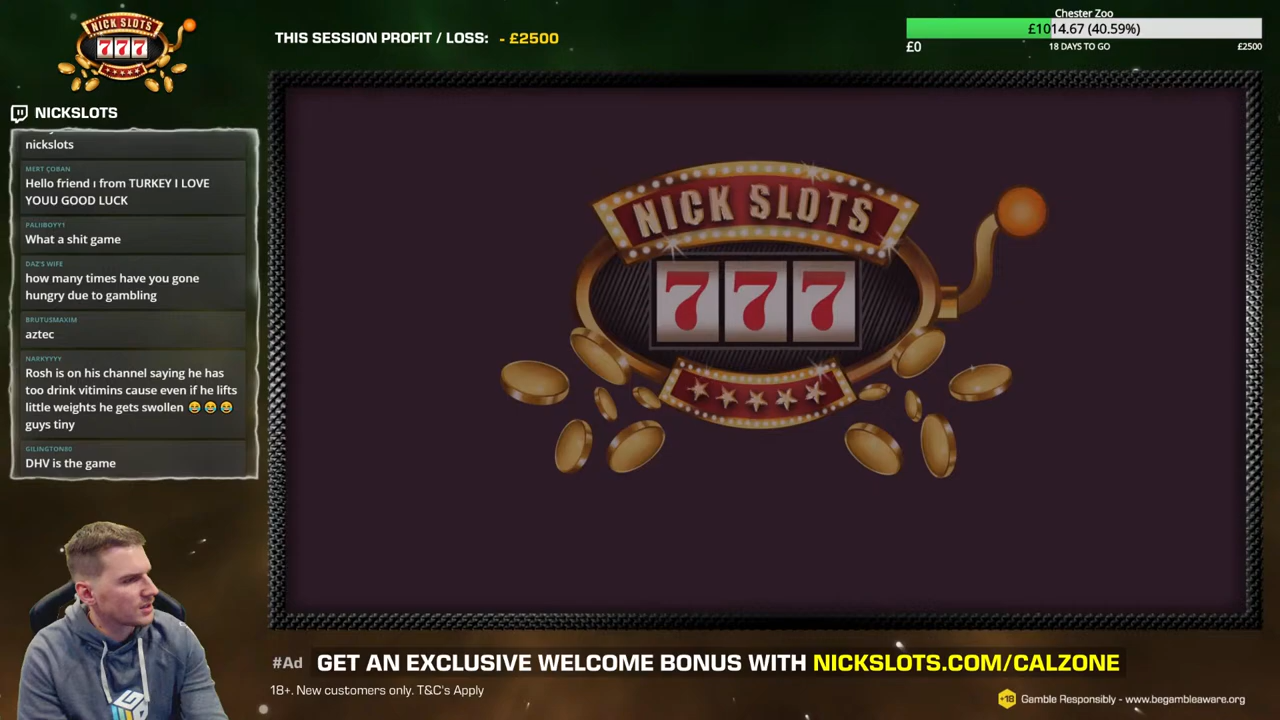 NICK SLOTS
777
THIS SESSION PROFIT / LOSS: - £2500
Chester Zoo
£1014.67 (40.59%)
£0
18 DAYS TO GO
£2500
NICKSLOTS
nickslots
MERT ÇOBAN
Hello friend ı from TURKEY I LOVE
YOUU GOOD LUCK
PALIIBOYY1
What a shit game
DAZ'S WIFE
how many times have you gone
hungry due to gambling
BRUTUSMAXIM
aztec
NARKYYYY
Rosh is on his channel saying he has
too drink vitimins cause even if he lifts
little weights he gets swollen 😂 😂 😂
guys tiny
GILINGTON80
DHV is the game
NICK SLOTS
777
#Ad GET AN EXCLUSIVE WELCOME BONUS WITH NICKSLOTS.COM/CALZONE
18+. New customers only. T&C's Apply
+18 Gamble Responsibly - www.begambleaware.org